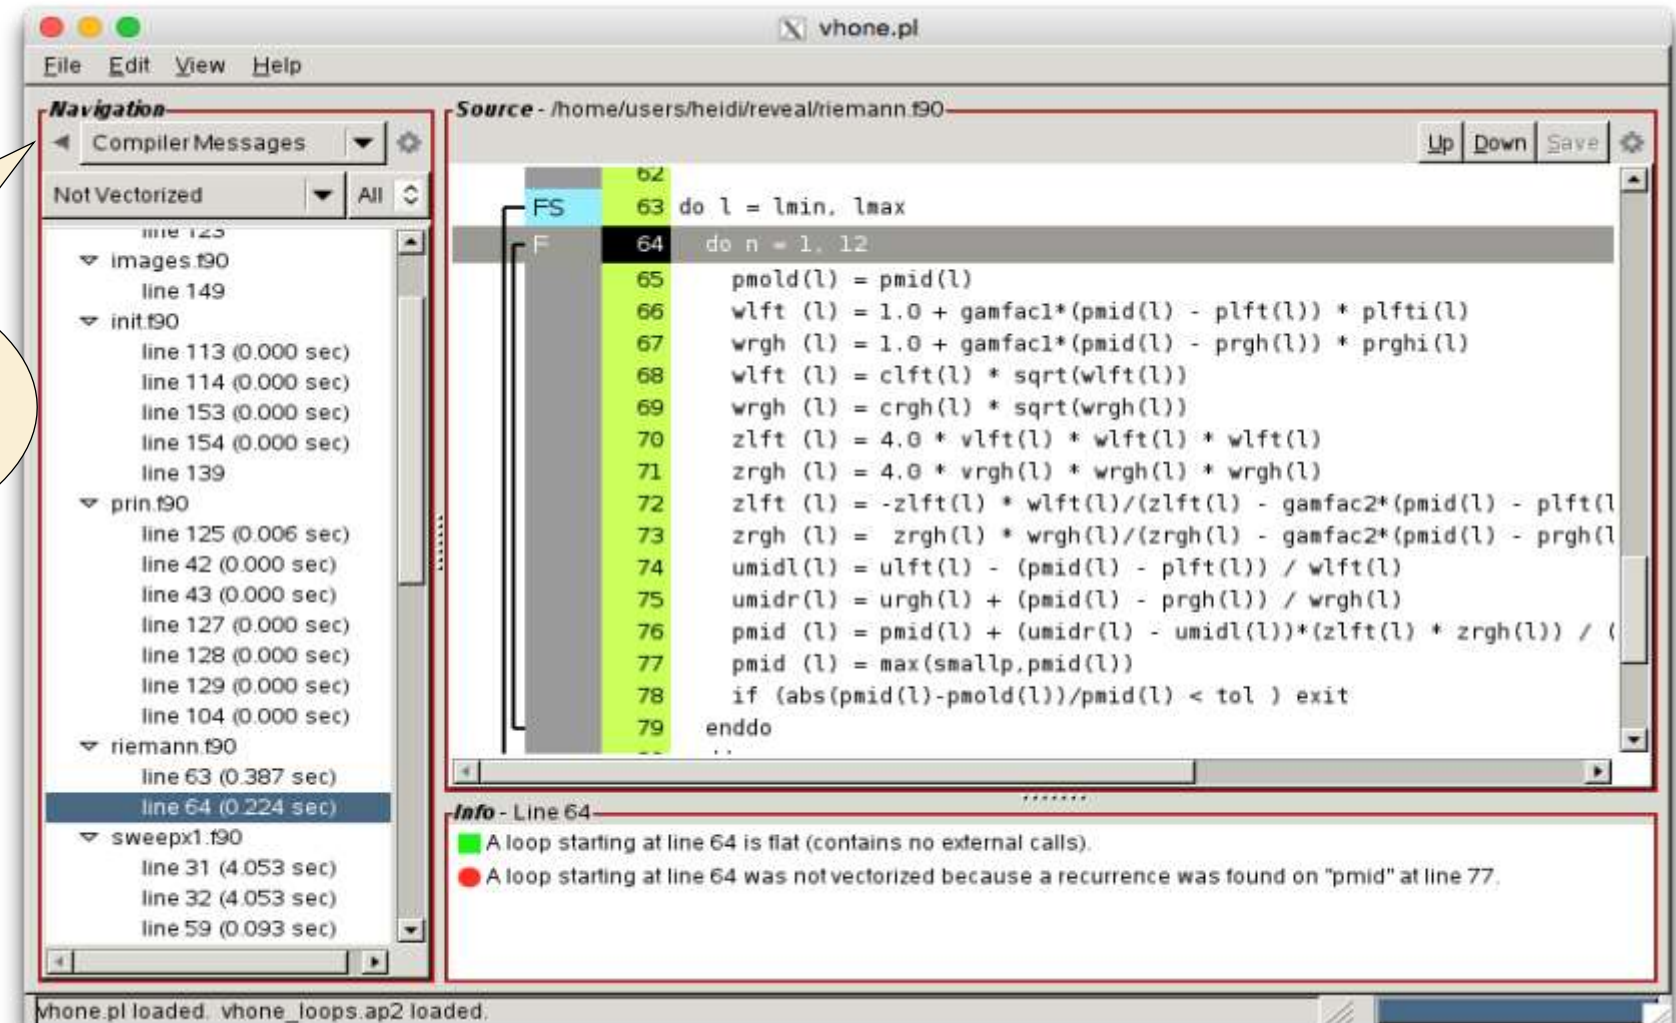 vhone.pl
File Edit View Help
Navigation
Compiler Messages
Not Vectorized All
line 123
images.f90
line 149
init.f90
line 113 (0.000 sec)
line 114 (0.000 sec)
line 153 (0.000 sec)
line 154 (0.000 sec)
line 139
prin.f90
line 125 (0.006 sec)
line 42 (0.000 sec)
line 43 (0.000 sec)
line 127 (0.000 sec)
line 128 (0.000 sec)
line 129 (0.000 sec)
line 104 (0.000 sec)
riemann.f90
line 63 (0.387 sec)
line 64 (0.224 sec)
sweepx1.f90
line 31 (4.053 sec)
line 32 (4.053 sec)
line 59 (0.093 sec)
Source - /home/users/heidi/reveal/riemann.f90
Up Down Save
62
FS 63 do l = lmin, lmax
F 64 do n = 1, 12
65 pmold(l) = pmid(l)
66 wlft (l) = 1.0 + gamfac1*(pmid(l) - plft(l)) * plfti(l)
67 wrgh (l) = 1.0 + gamfac1*(pmid(l) - prgh(l)) * prghi(l)
68 wlft (l) = clft(l) * sqrt(wlft(l))
69 wrgh (l) = crgh(l) * sqrt(wrgh(l))
70 zlft (l) = 4.0 * vlft(l) * wlft(l) * wlft(l)
71 zrgh (l) = 4.0 * vrgh(l) * wrgh(l) * wrgh(l)
72 zlft (l) = -zlft(l) * wlft(l)/(zlft(l) - gamfac2*(pmid(l) - plft(l
73 zrgh (l) = zrgh(l) * wrgh(l)/(zrgh(l) - gamfac2*(pmid(l) - prgh(l
74 umidl(l) = ulft(l) - (pmid(l) - plft(l)) / wlft(l)
75 umidr(l) = urgh(l) + (pmid(l) - prgh(l)) / wrgh(l)
76 pmid (l) = pmid(l) + (umidr(l) - umidl(l))*(zlft(l) * zrgh(l)) / (
77 pmid (l) = max(smallp,pmid(l))
78 if (abs(pmid(l)-pmold(l))/pmid(l) < tol ) exit
79 enddo
Info - Line 64
A loop starting at line 64 is flat (contains no external calls).
A loop starting at line 64 was not vectorized because a recurrence was found on "pmid" at line 77.
vhone.pl loaded. vhone_loops.ap2 loaded.